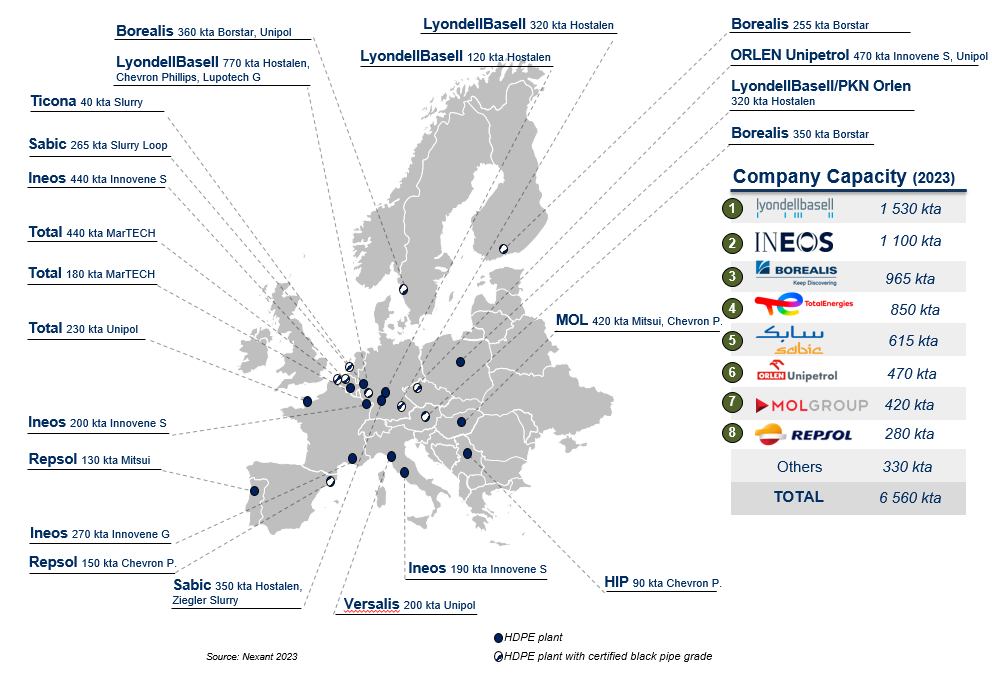 Borealis 360 kta Borstar, Unipol
LyondellBasell 770 kta Hostalen,
Chevron Phillips, Lupotech G
Ticona 40 kta Slurry
Sabic 265 kta Slurry Loop
Ineos 440 kta Innovene S
Total 440 kta MarTECH
Total 180 kta MarTECH
Total 230 kta Unipol
Ineos 200 kta Innovene S
Repsol 130 kta Mitsui
Ineos 270 kta Innovene G
Repsol 150 kta Chevron P.
Sabic 350 kta Hostalen,
Ziegler Slurry
Versalis 200 kta Unipol
Ineos 190 kta Innovene S
HIP 90 kta Chevron P.
MOL 420 kta Mitsui, Chevron P.
LyondellBasell 320 kta Hostalen
LyondellBasell 120 kta Hostalen
Borealis 255 kta Borstar
ORLEN Unipetrol 470 kta Innovene S, Unipol
LyondellBasell/PKN Orlen
320 kta Hostalen
Borealis 350 kta Borstar
Company Capacity (2023)
1 lyondellbasell 1 530 kta
2 INEOS 1 100 kta
3 BOREALIS 965 kta
Keep Discovering
4 TotalEnergies 850 kta
5 سابك 615 kta
sabic
6 ORLEN Unipetrol 470 kta
7 MOLGROUP 420 kta
8 REPSOL 280 kta
Others 330 kta
TOTAL 6 560 kta
HDPE plant
HDPE plant with certified black pipe grade
Source: Nexant 2023